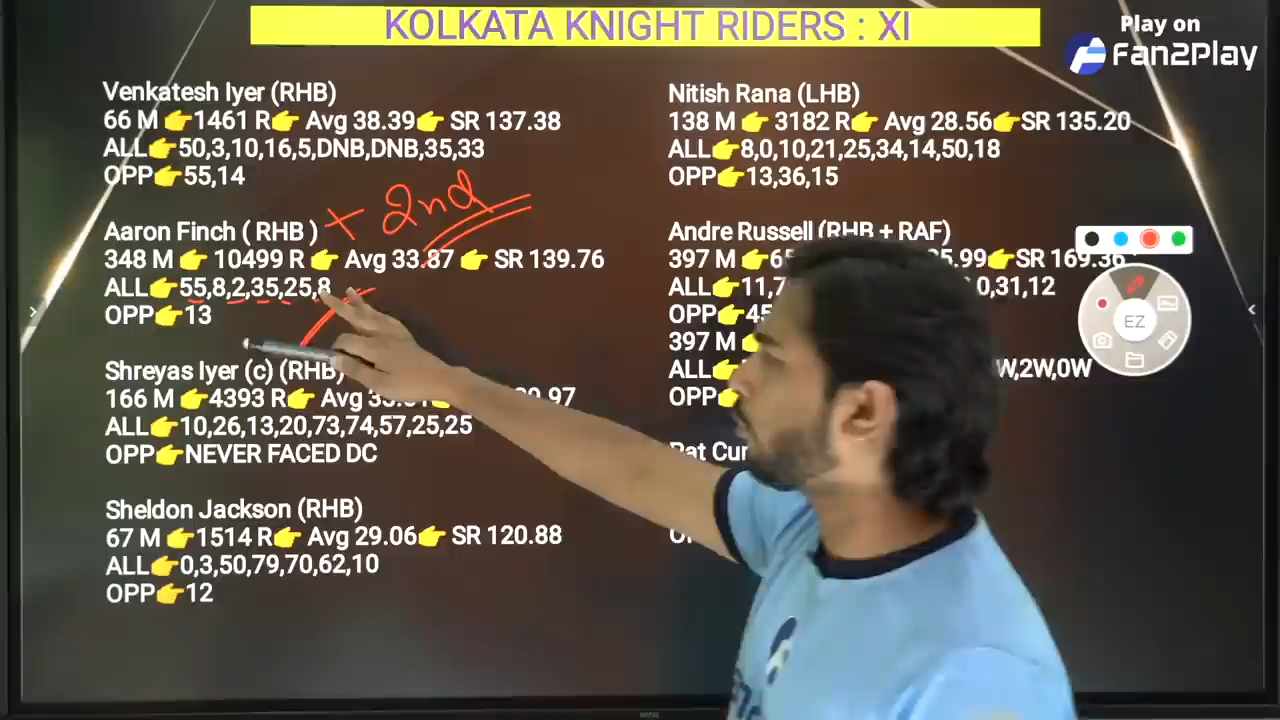 KOLKATA KNIGHT RIDERS : XI
Play on
Fan2Play
Venkatesh Iyer (RHB)
66 M 👉1461 R👉 Avg 38.39👉 SR 137.38
ALL👉50,3,10,16,5,DNB,DNB,35,33
OPP👉55,14
+ 2nd
Aaron Finch ( RHB )
348 M 👉 10499 R 👉 Avg 33.87 👉 SR 139.76
ALL👉55,8,2,35,25,8
OPP👉13
Shreyas Iyer (c) (RHB)
166 M 👉4393 R👉 Avg
ALL👉10,26,13,20,73,74,57,25,25
OPP👉NEVER FACED DC
Sheldon Jackson (RHB)
67 M 👉1514 R👉 Avg 29.06👉 SR 120.88
ALL👉0,3,50,79,70,62,10
OPP👉12
Nitish Rana (LHB)
138 M 👉 3182 R👉 Avg 28.56👉SR 135.20
ALL👉8,0,10,21,25,34,14,50,18
OPP👉13,36,15
Andre Russell (RHB + RAF)
397 M 👉 👉SR 169.36
ALL👉11, 31,12
OPP👉45
397 M 👉
ALL👉 W,2W,0W
OPP👉
Pat
EZ